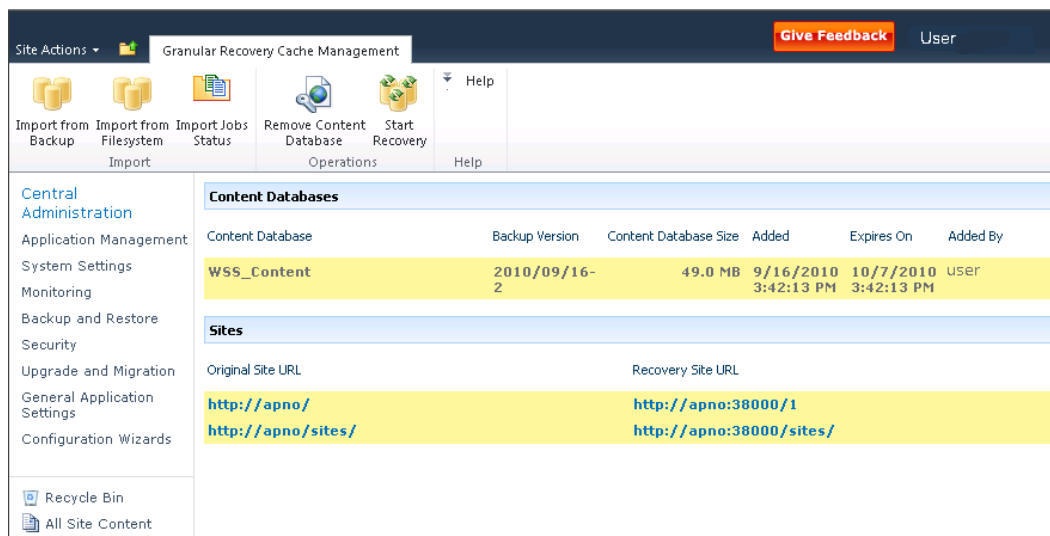 Give Feedback
User
Site Actions
Granular Recovery Cache Management
Import from Import from Import Jobs Remove Content Start Help
Backup Filesystem Status Database Recovery
Import Operations Help
Central
Administration
Application Management
System Settings
Monitoring
Backup and Restore
Security
Upgrade and Migration
General Application
Settings
Configuration Wizards
Recycle Bin
All Site Content
Content Databases
Content Database Backup Version Content Database Size Added Expires On Added By
WSS_Content 2010/09/16- 49.0 MB 9/16/2010 10/7/2010 user
2 3:42:13 PM 3:42:13 PM
Sites
Original Site URL Recovery Site URL
http://apno/ http://apno:38000/1
http://apno/sites/ http://apno:38000/sites/